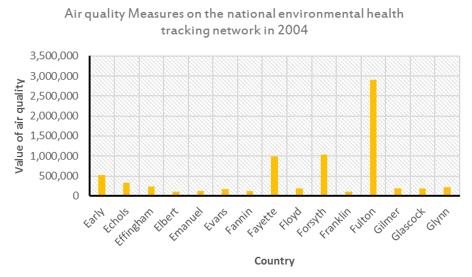 Air quality Measures on the national environmental health
tracking network in 2004
3,500,000
3,000,000
2,500,000
2,000,000
1,500,000
1,000,000
500,000
0
Value of air quality
Early
Echols
Effingham
Elbert
Emanuel
Evans
Fannin
Fayette
Floyd
Forsyth
Franklin
Fulton
Gilmer
Glascock
Glynn
Country